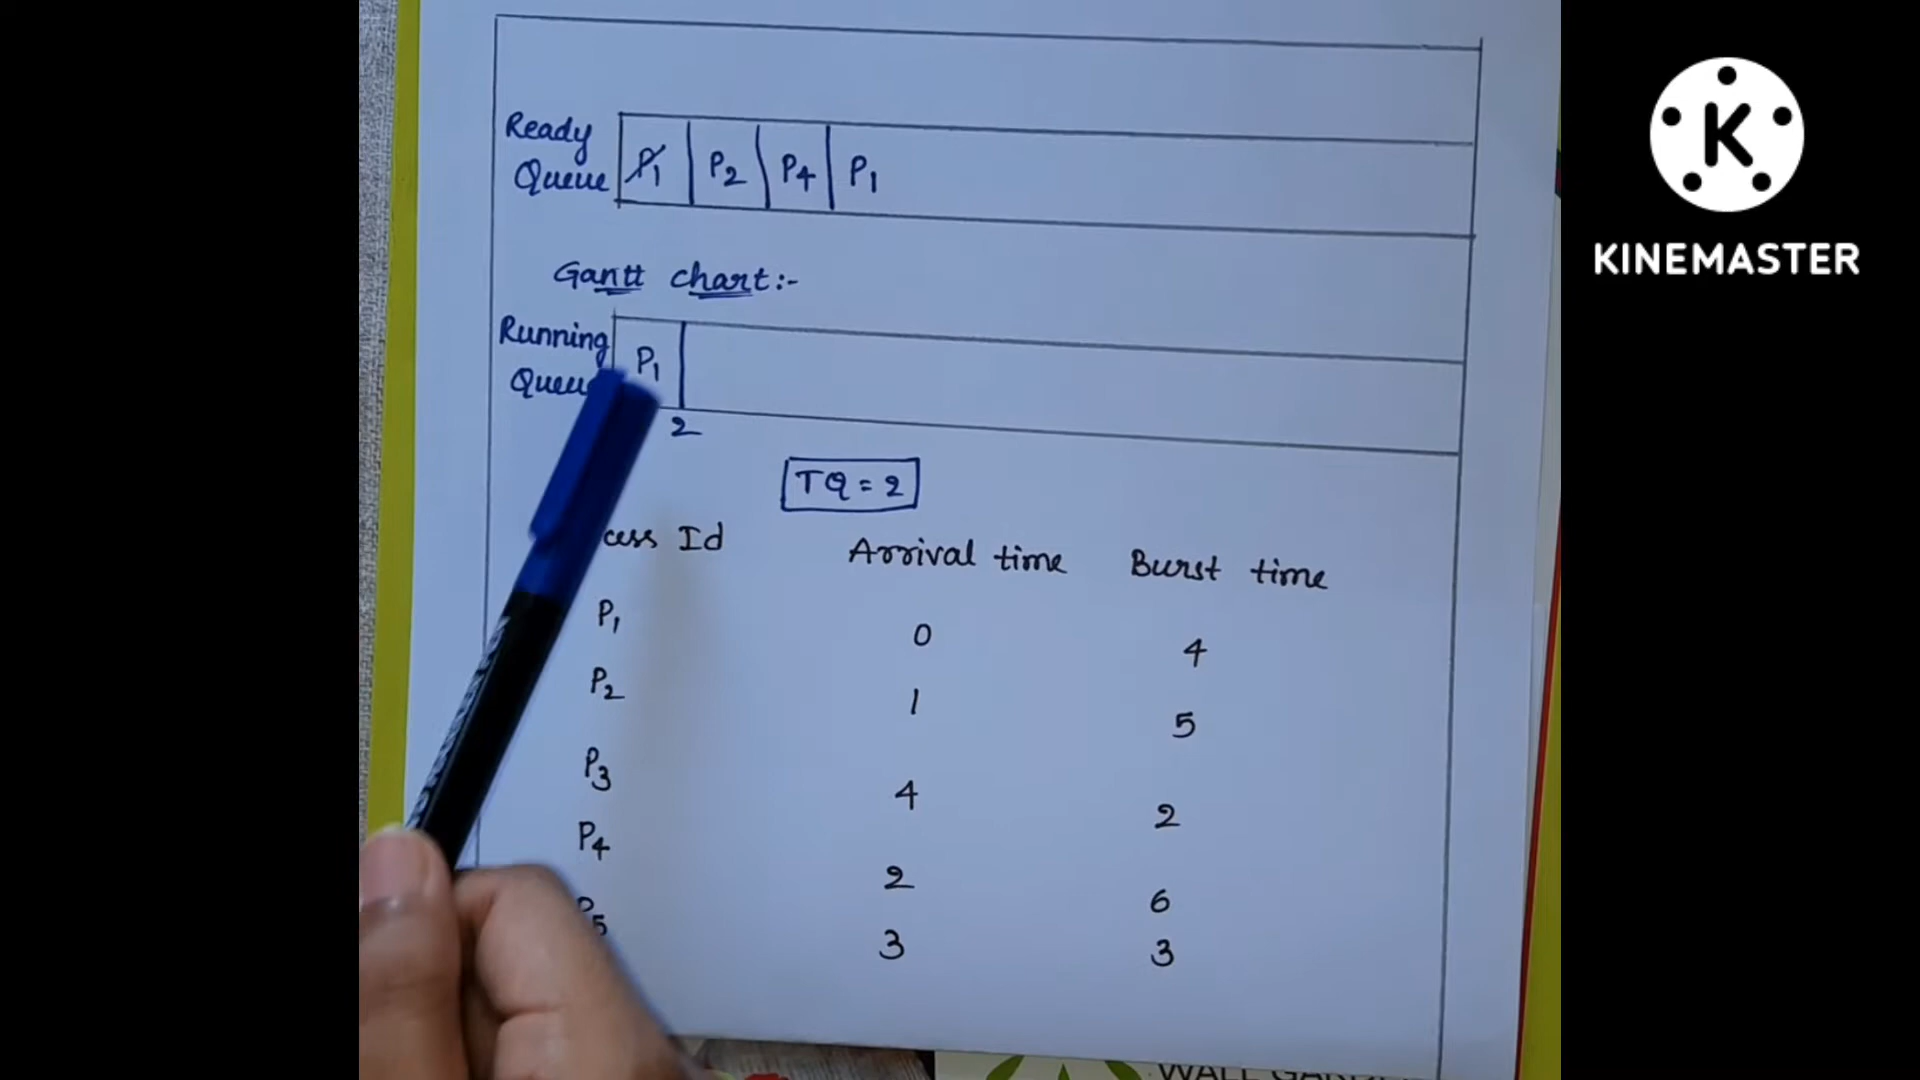 Ready
Queue P1 P2 P4 P1
Gantt chart:-
Running
P1
2
TQ = 2
Id Arrival time Burst time
P1 0 4
P2 1 5
P3 4 2
P4 2 6
3 3
K
KINEMASTER